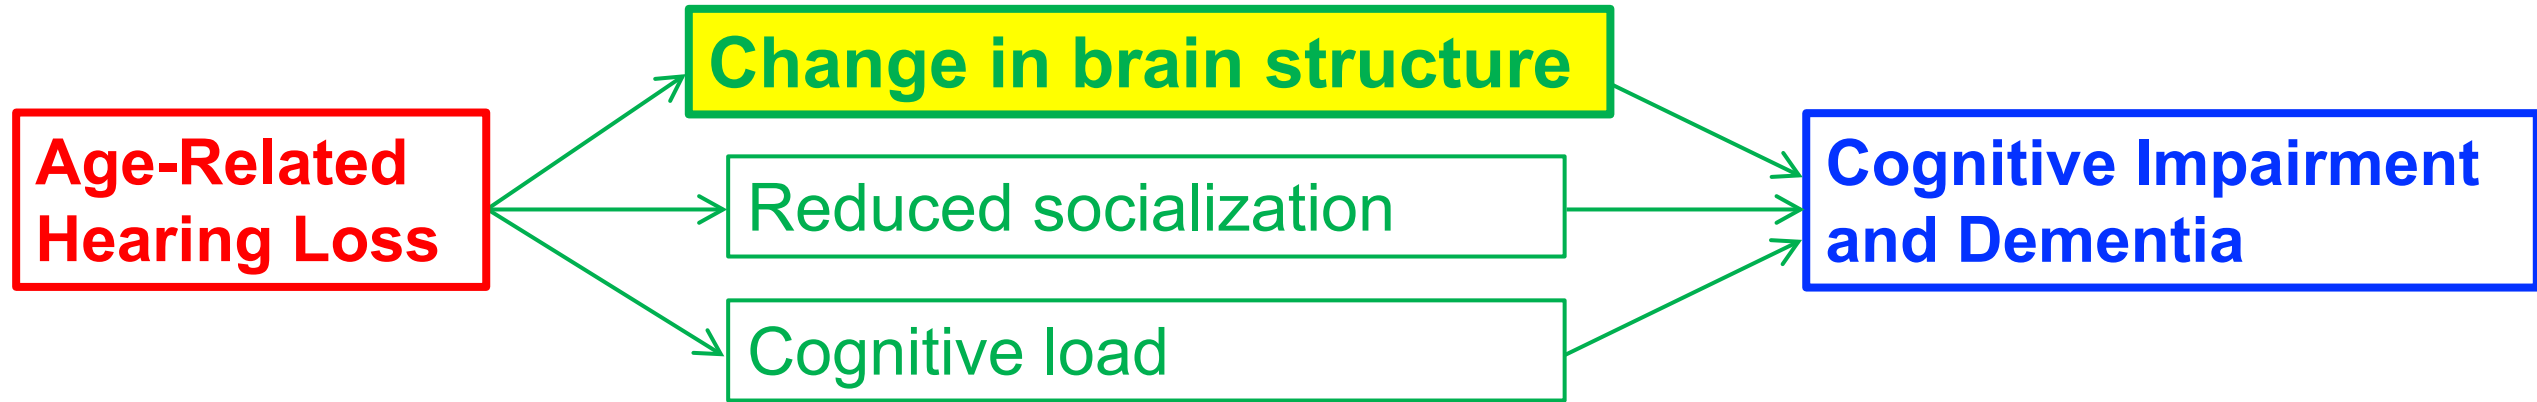 Change in brain structure
Age-Related
Hearing Loss
Reduced socialization
Cognitive load
Cognitive Impairment
and Dementia